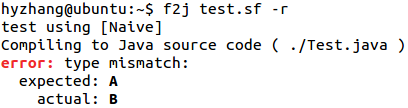 hyzhang@ubuntu:~$ f2j test.sf -r
test using [Naive]
Compiling to Java source code ( ./Test.java )
error: type mismatch:
  expected: A
    actual: B